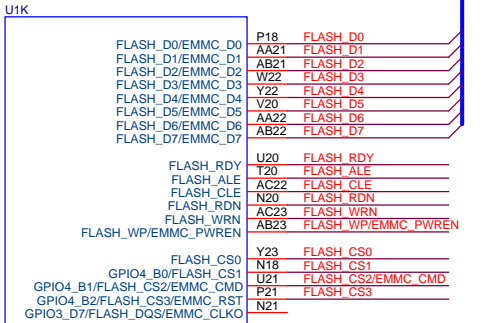 U1K
FLASH_D0/EMMC_D0 P18 FLASH_D0
FLASH_D1/EMMC_D1 AA21 FLASH_D1
FLASH_D2/EMMC_D2 AB21 FLASH_D2
FLASH_D3/EMMC_D3 W22 FLASH_D3
FLASH_D4/EMMC_D4 Y22 FLASH_D4
FLASH_D5/EMMC_D5 V20 FLASH_D5
FLASH_D6/EMMC_D6 AA22 FLASH_D6
FLASH_D7/EMMC_D7 AB22 FLASH_D7
FLASH_RDY U20 FLASH_RDY
FLASH_ALE T20 FLASH_ALE
FLASH_CLE AC22 FLASH_CLE
FLASH_RDN N20 FLASH_RDN
FLASH_WRN AC23 FLASH_WRN
FLASH_WP/EMMC_PWREN AB23 FLASH_WP/EMMC_PWREN
FLASH_CS0 Y23 FLASH_CS0
GPIO4_B0/FLASH_CS1 N18 FLASH_CS1
GPIO4_B1/FLASH_CS2/EMMC_CMD U21 FLASH_CS2/EMMC_CMD
GPIO4_B2/FLASH_CS3/EMMC_RST P21 FLASH_CS3
GPIO3_D7/FLASH_DQS/EMMC_CLKO N21